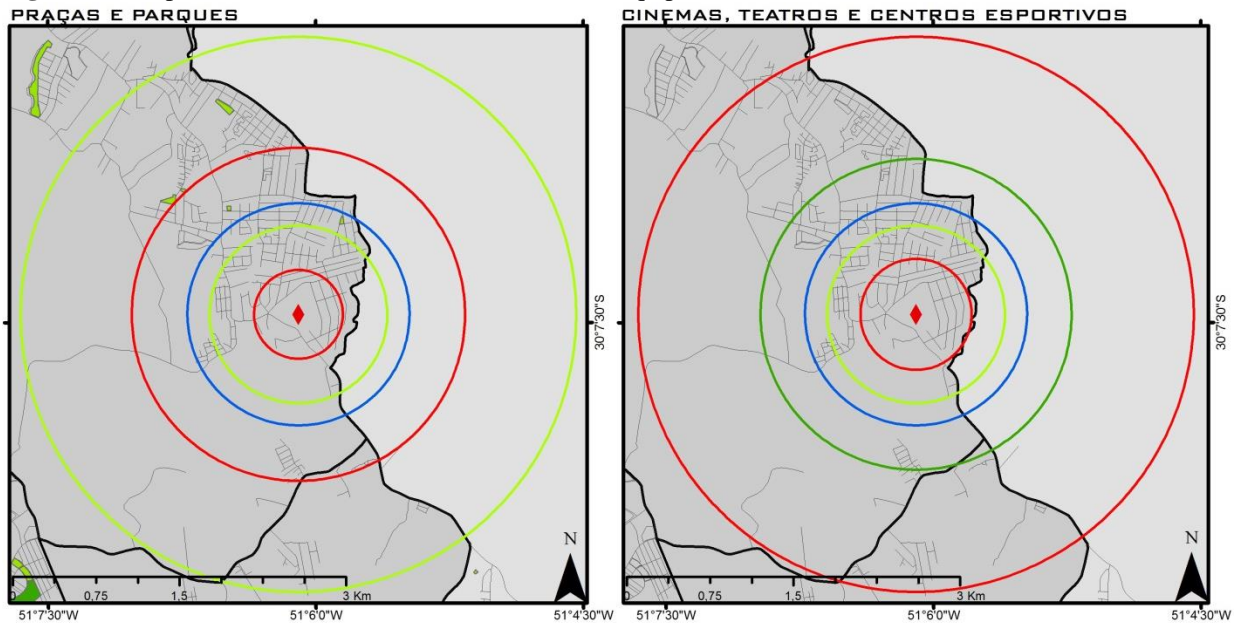 PRAÇAS E PARQUES
CINEMAS, TEATROS E CENTROS ESPORTIVOS
30°7'30"S
30°7'30"S
N
N
0 0,75 1,5 3 Km
0 0,75 1,5 3 Km
51°7'30"W 51°6'0"W 51°4'30"W
51°7'30"W 51°6'0"W 51°4'30"W